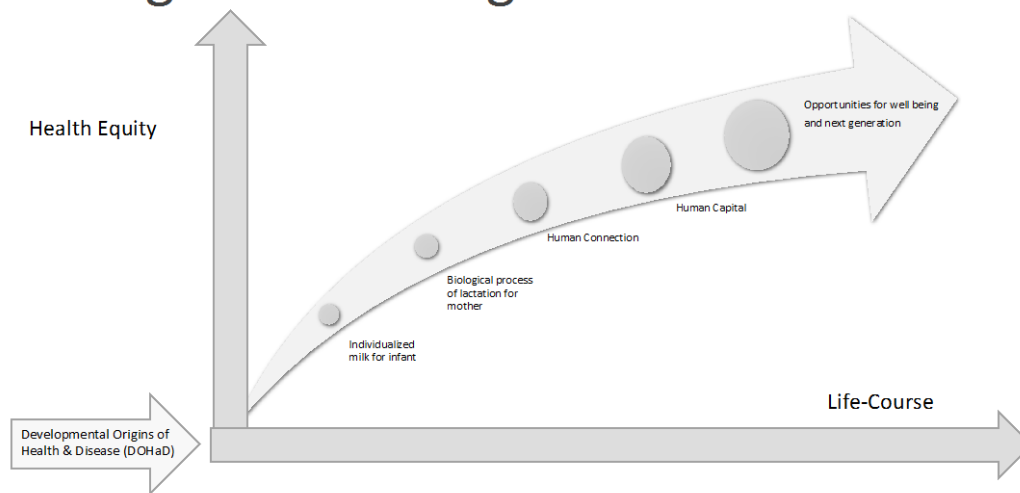 Health Equity
Opportunities for well being
and next generation
Human Capital
Human Connection
Biological process
of lactation for
mother
Individualized
milk for infant
Life-Course
Developmental Origins of
Health & Disease (DOHaD)